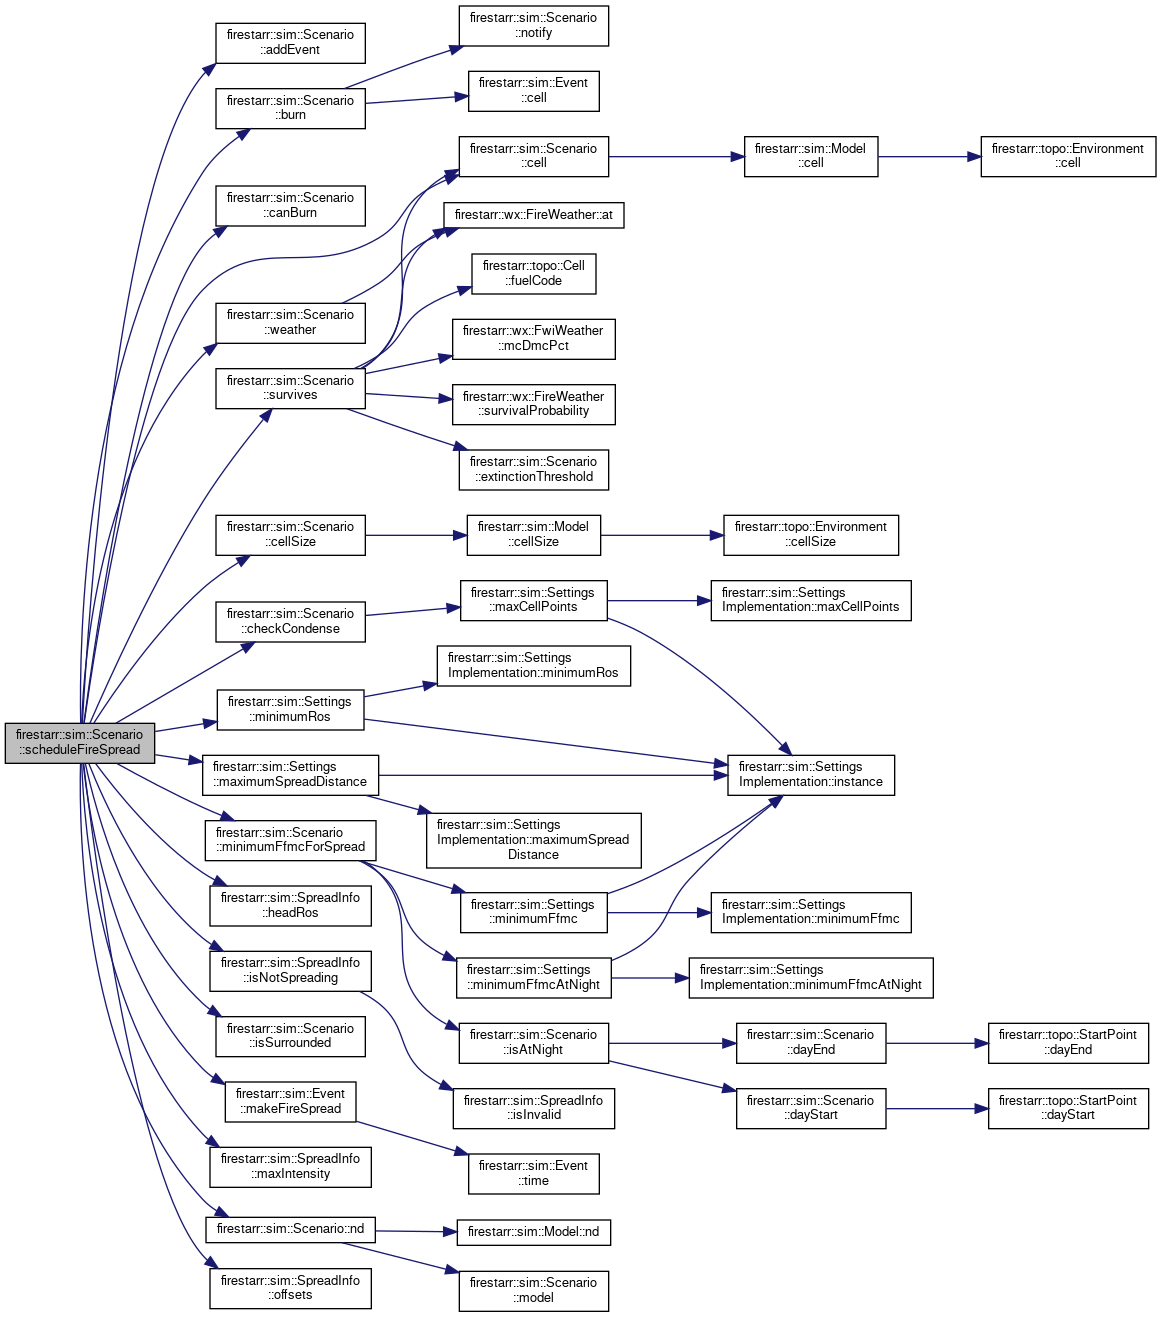 firestarr::sim::Scenario
::scheduleFireSpread
firestarr::sim::Scenario
::addEvent
firestarr::sim::Scenario
::burn
firestarr::sim::Scenario
::notify
firestarr::sim::Event
::cell
firestarr::sim::Scenario
::canBurn
firestarr::sim::Scenario
::cell
firestarr::sim::Model
::cell
firestarr::topo::Environment
::cell
firestarr::sim::Scenario
::weather
firestarr::wx::FireWeather::at
firestarr::sim::Scenario
::survives
firestarr::topo::Cell
::fuelCode
firestarr::wx::FwiWeather
::mcDmcPct
firestarr::wx::FireWeather
::survivalProbability
firestarr::sim::Scenario
::extinctionThreshold
firestarr::sim::Scenario
::cellSize
firestarr::sim::Model
::cellSize
firestarr::topo::Environment
::cellSize
firestarr::sim::Scenario
::checkCondense
firestarr::sim::Settings
::maxCellPoints
firestarr::sim::Settings
Implementation::maxCellPoints
firestarr::sim::Settings
::minimumRos
firestarr::sim::Settings
Implementation::minimumRos
firestarr::sim::Settings
Implementation::instance
firestarr::sim::Settings
::maximumSpreadDistance
firestarr::sim::Settings
Implementation::maximumSpread
Distance
firestarr::sim::Scenario
::minimumFfmcForSpread
firestarr::sim::Settings
::minimumFfmc
firestarr::sim::Settings
Implementation::minimumFfmc
firestarr::sim::Settings
::minimumFfmcAtNight
firestarr::sim::Settings
Implementation::minimumFfmcAtNight
firestarr::sim::Scenario
::isAtNight
firestarr::sim::Scenario
::dayEnd
firestarr::topo::StartPoint
::dayEnd
firestarr::sim::Scenario
::dayStart
firestarr::topo::StartPoint
::dayStart
firestarr::sim::SpreadInfo
::headRos
firestarr::sim::SpreadInfo
::isNotSpreading
firestarr::sim::SpreadInfo
::isInvalid
firestarr::sim::Scenario
::isSurrounded
firestarr::sim::Event
::makeFireSpread
firestarr::sim::Event
::time
firestarr::sim::SpreadInfo
::maxIntensity
firestarr::sim::Scenario::nd
firestarr::sim::Model::nd
firestarr::sim::Scenario
::model
firestarr::sim::SpreadInfo
::offsets